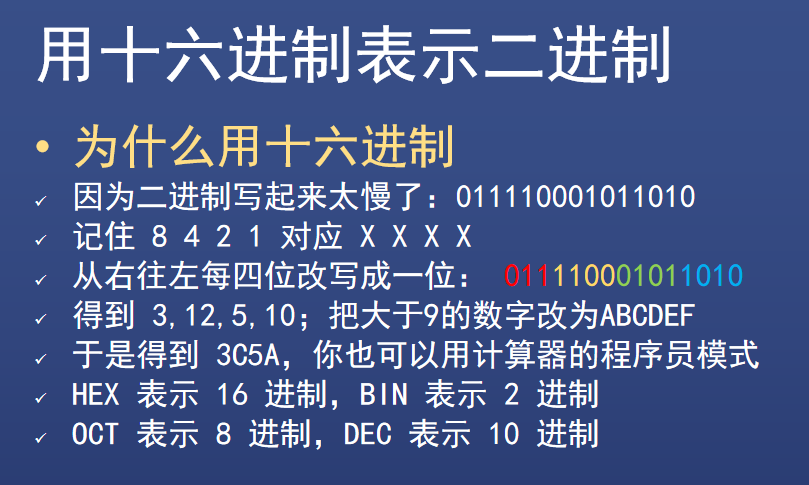 用十六进制表示二进制
• 为什么用十六进制
✓ 因为二进制写起来太慢了：011110001011010
✓ 记住 8 4 2 1 对应 X X X X
✓ 从右往左每四位改写成一位： 011110001011010
✓ 得到 3,12,5,10；把大于9的数字改为ABCDEF
✓ 于是得到 3C5A，你也可以用计算器的程序员模式
✓ HEX 表示 16 进制，BIN 表示 2 进制
✓ OCT 表示 8 进制，DEC 表示 10 进制